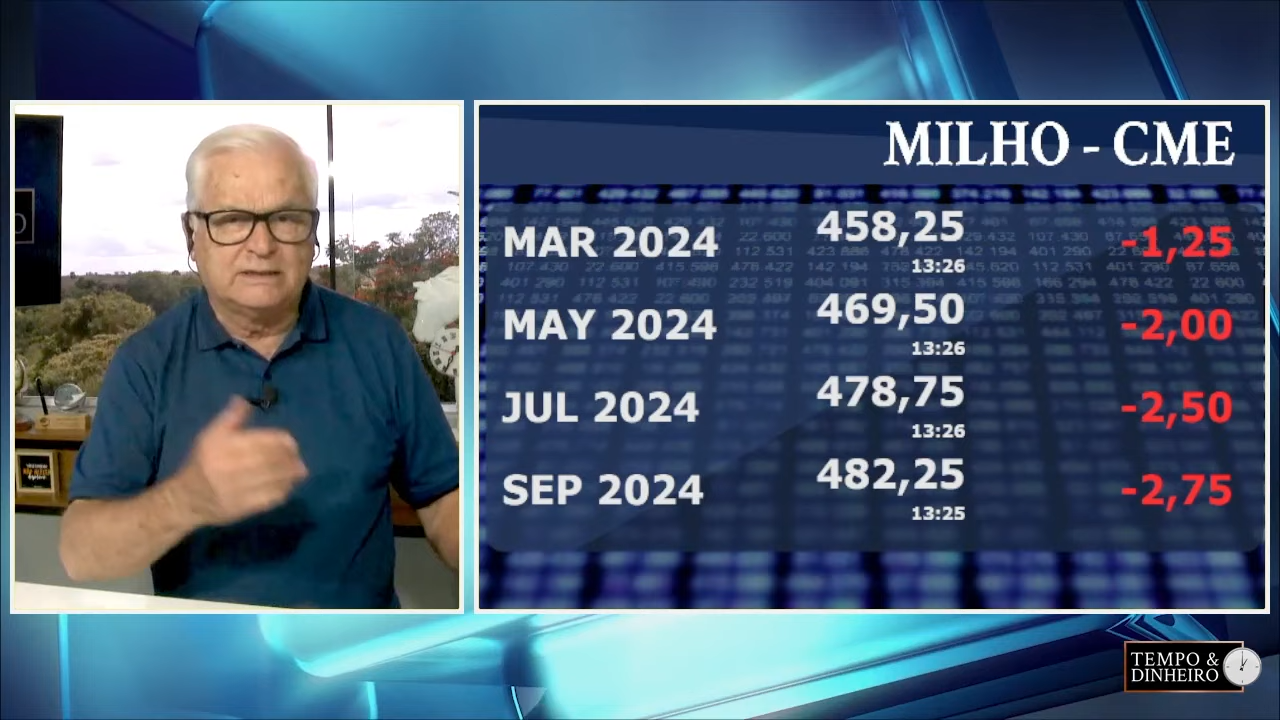 MILHO - CME
MAR 2024 458,25 -1,25
13:26
MAY 2024 469,50 -2,00
13:26
JUL 2024 478,75 -2,50
13:26
SEP 2024 482,25 -2,75
13:25
TEMPO &
DINHEIRO